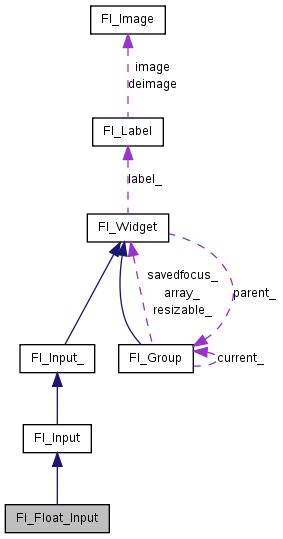 Fl_Image
image
deimage
Fl_Label
label_
Fl_Widget
savedfocus_
array_
resizable_
parent_
Fl_Input_
Fl_Group
current_
Fl_Input
Fl_Float_Input